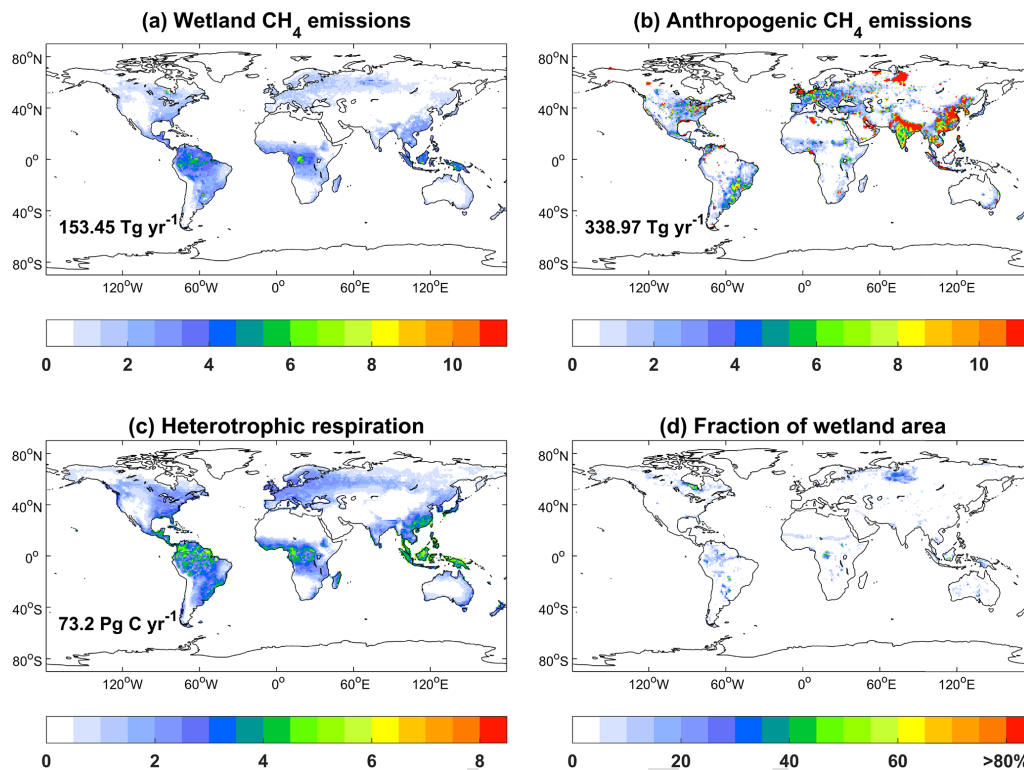 (a) Wetland CH4 emissions
80°N
40°N
0°
40°S
80°S
153.45 Tg yr-1
120°W 60°W 0° 60°E 120°E
0 2 4 6 8 10
(b) Anthropogenic CH4 emissions
80°N
40°N
0°
40°S
80°S
338.97 Tg yr-1
120°W 60°W 0° 60°E 120°E
0 2 4 6 8 10
(c) Heterotrophic respiration
80°N
40°N
0°
40°S
80°S
73.2 Pg C yr-1
120°W 60°W 0° 60°E 120°E
0 2 4 6 8
(d) Fraction of wetland area
80°N
40°N
0°
40°S
80°S
120°W 60°W 0° 60°E 120°E
0 20 40 60 >80%